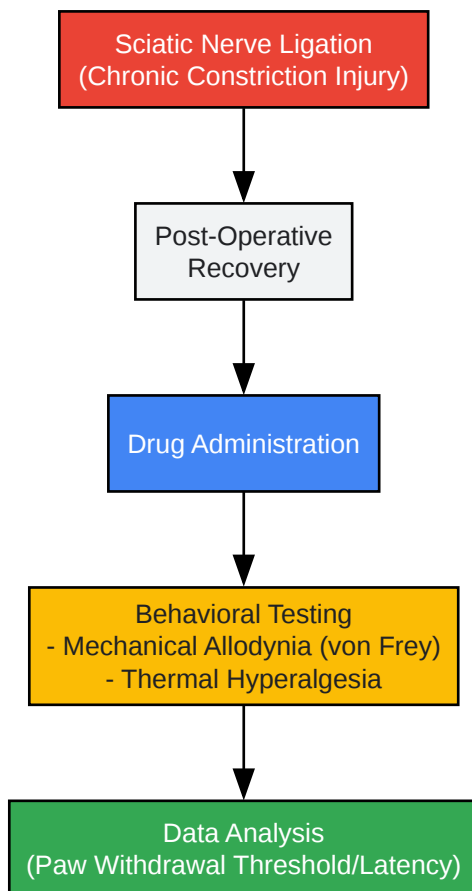 Sciatic Nerve Ligation
(Chronic Constriction Injury)
Post-Operative
Recovery
Drug Administration
Behavioral Testing
- Mechanical Allodynia (von Frey)
- Thermal Hyperalgesia
Data Analysis
(Paw Withdrawal Threshold/Latency)